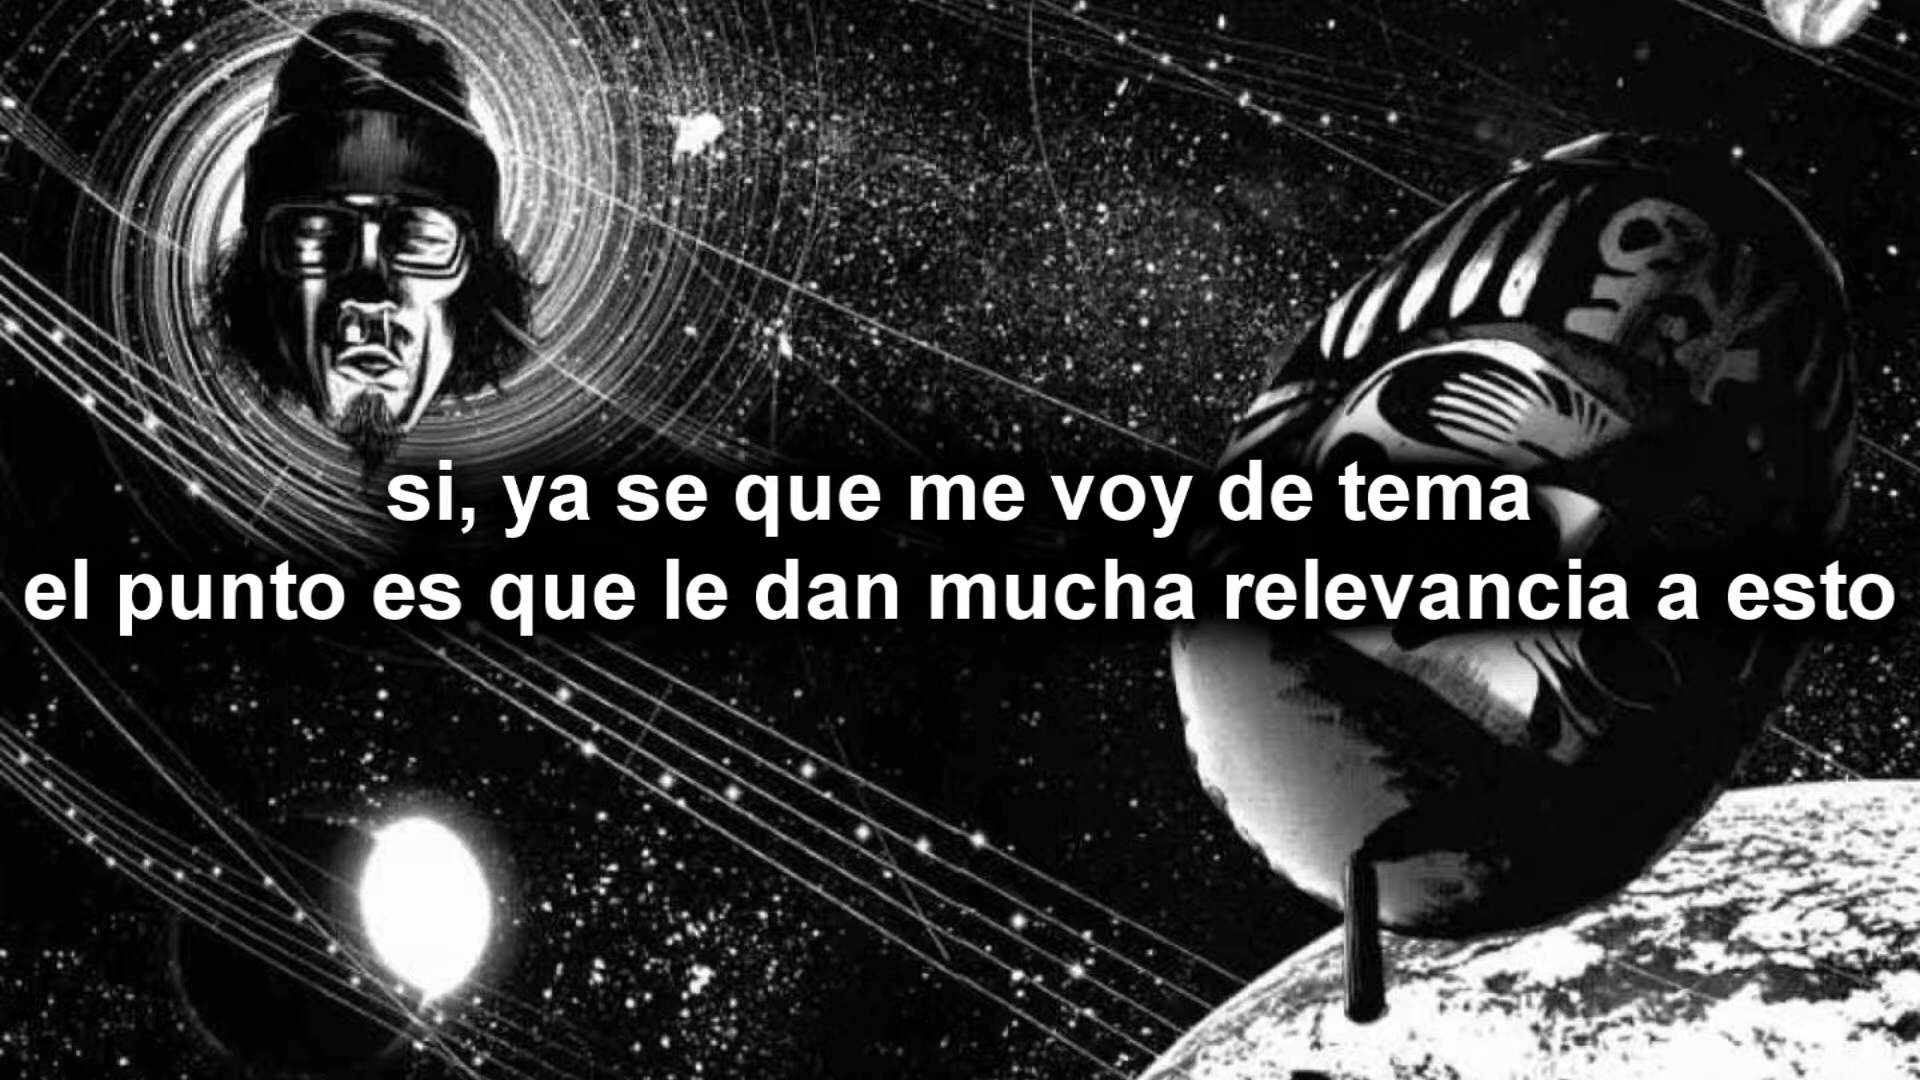 si, ya se que me voy de tema
el punto es que le dan mucha relevancia a esto